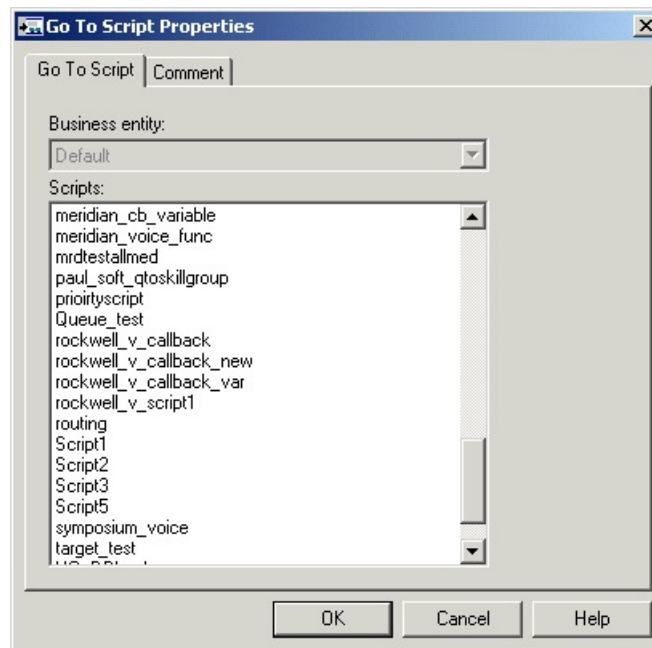 Go To Script Properties
Go To Script
Comment
Business entity:
Default
Scripts:
meridian_cb_variable
meridian_voice_func
mrdtestallmed
paul_soft_qtoskillgroup
prioirtyscript
Queue_test
rockwell_v_callback
rockwell_v_callback_new
rockwell_v_callback_var
rockwell_v_script1
routing
Script1
Script2
Script3
Script5
symposium_voice
target_test
OK
Cancel
Help